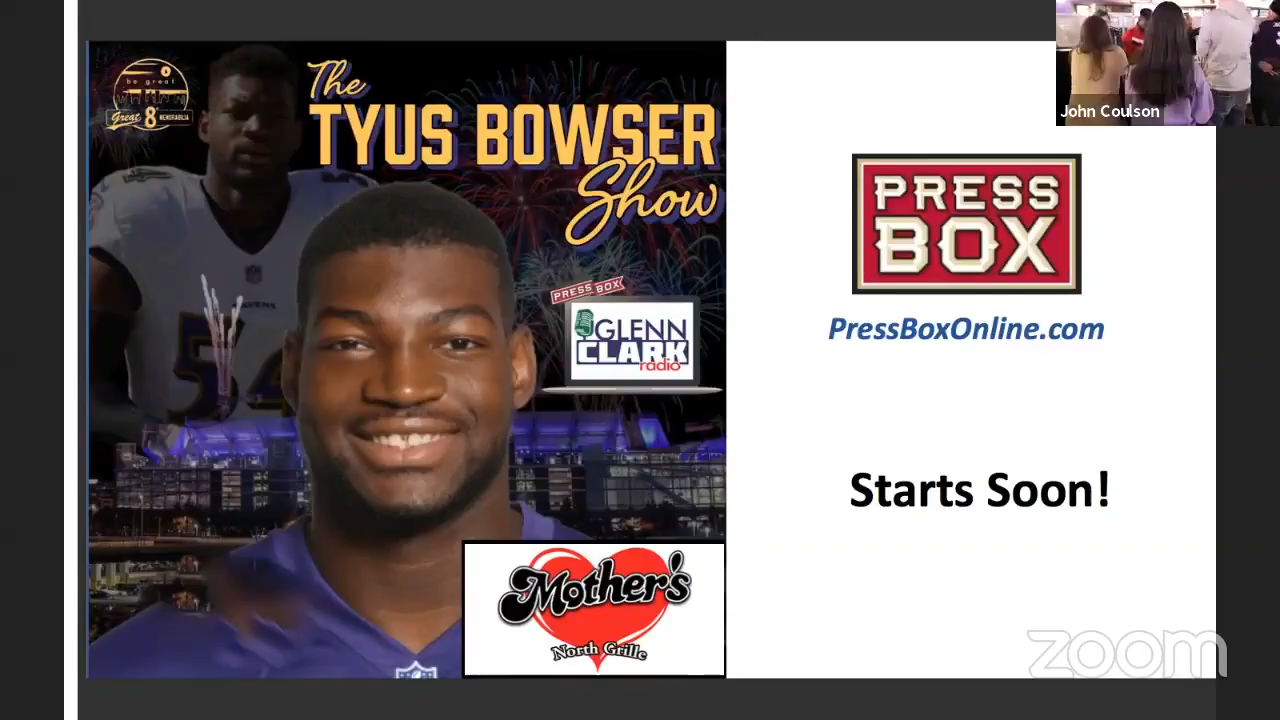 be great
Great 8 MEMORABILIA
The
TYUS BOWSER
Show
PRESS BOX
GLENN
CLARK
radio
54
Mother's
North Grille
John Coulson
PRESS
BOX
PressBoxOnline.com
Starts Soon!
zoom